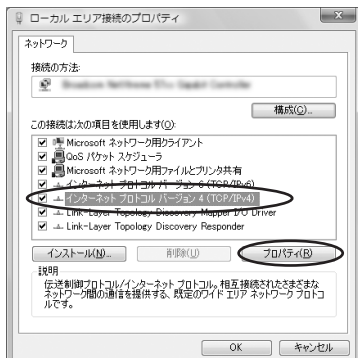 ローカル エリア接続のプロパティ
ネットワーク
接続の方法:
構成(C)...
この接続は次の項目を使用します(O):
Microsoft ネットワーク用クライアント
QoS パケット スケジューラ
Microsoft ネットワーク用ファイルとプリンタ共有
インターネット プロトコル バージョン 6 (TCP/IPv6)
インターネット プロトコル バージョン 4 (TCP/IPv4)
Link-Layer Topology Discovery Mapper I/O Driver
Link-Layer Topology Discovery Responder
インストール(N)...
削除(U)
プロパティ(R)
説明
伝送制御プロトコル/インターネット プロトコル。相互接続されたさまざまな
ネットワーク間の通信を提供する、既定のワイド エリア ネットワーク プロトコ
ルです。
OK
キャンセル